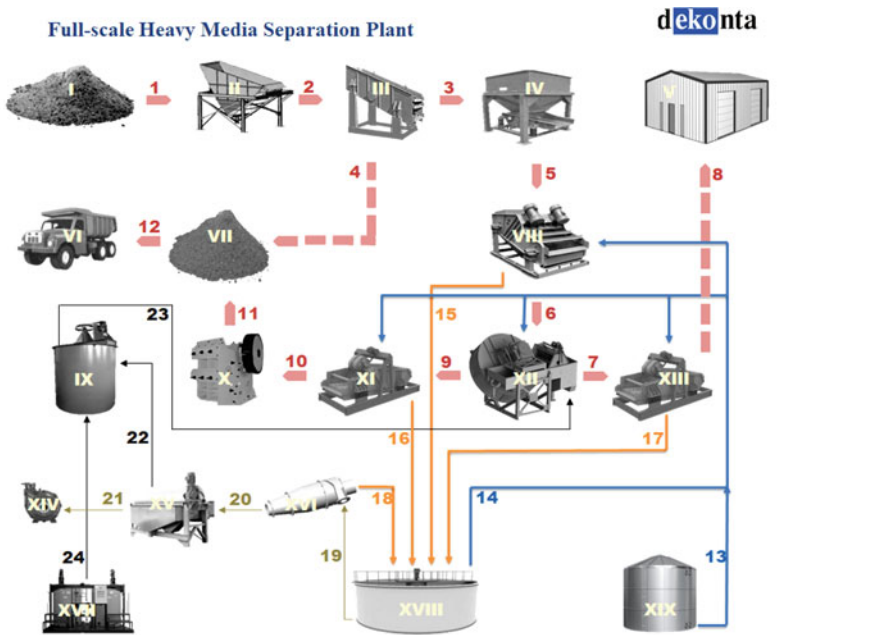 Full-scale Heavy Media Separation Plant
dekonta
I 1 II 2 III 3 IV V
4 5 8
VI 12 VII VIII
23 11 15 6
IX X 10 XI 9 XII 7 XIII
22 16 17
XIV 21 XV 20 XVI 18 14
24 19 13
XVII XVIII XIX